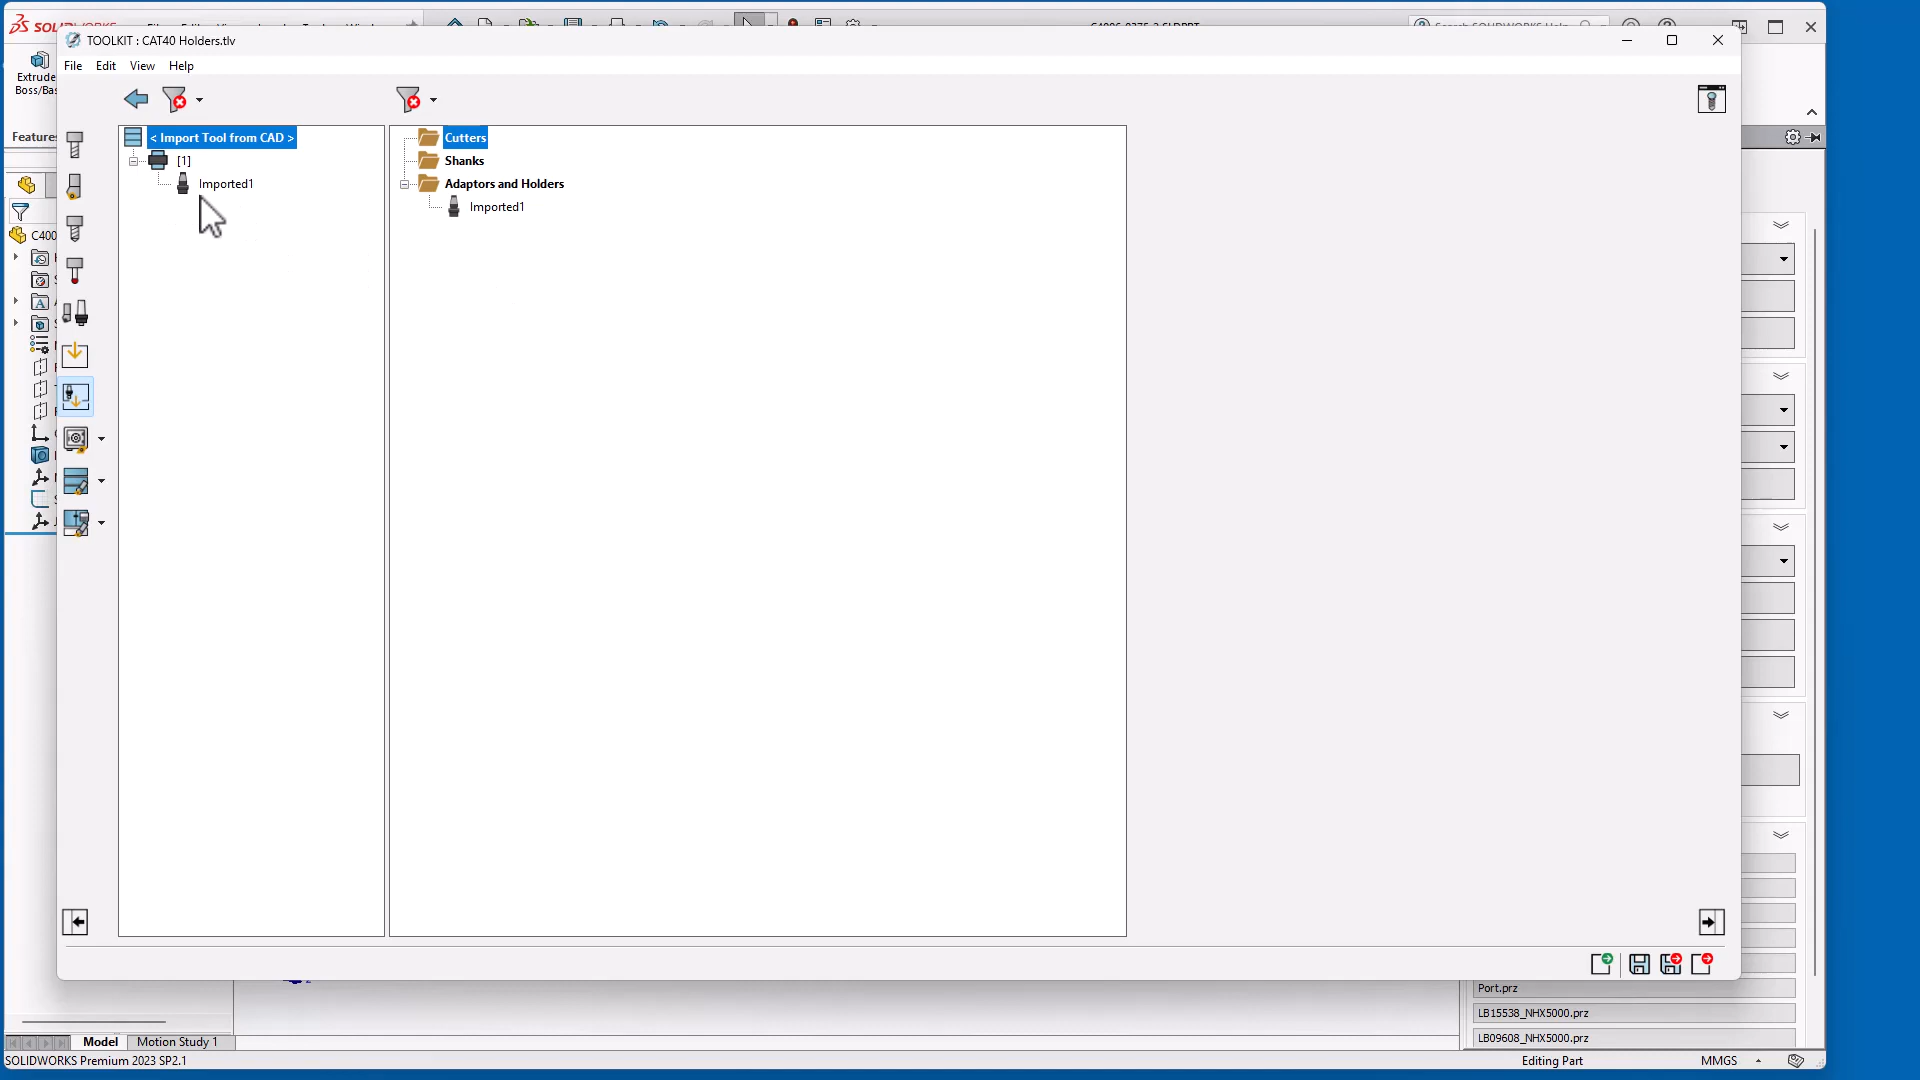 TOOLKIT : CAT40 Holders.tlv
File Edit View Help
Extrude
Boss/Bas
Features
< Import Tool from CAD >
[1]
Imported1
Cutters
Shanks
Adaptors and Holders
Imported1
C400
Port.prz
LB15538_NHX5000.prz
LB09608_NHX5000.prz
Model Motion Study 1
SOLIDWORKS Premium 2023 SP2.1
Editing Part
MMGS